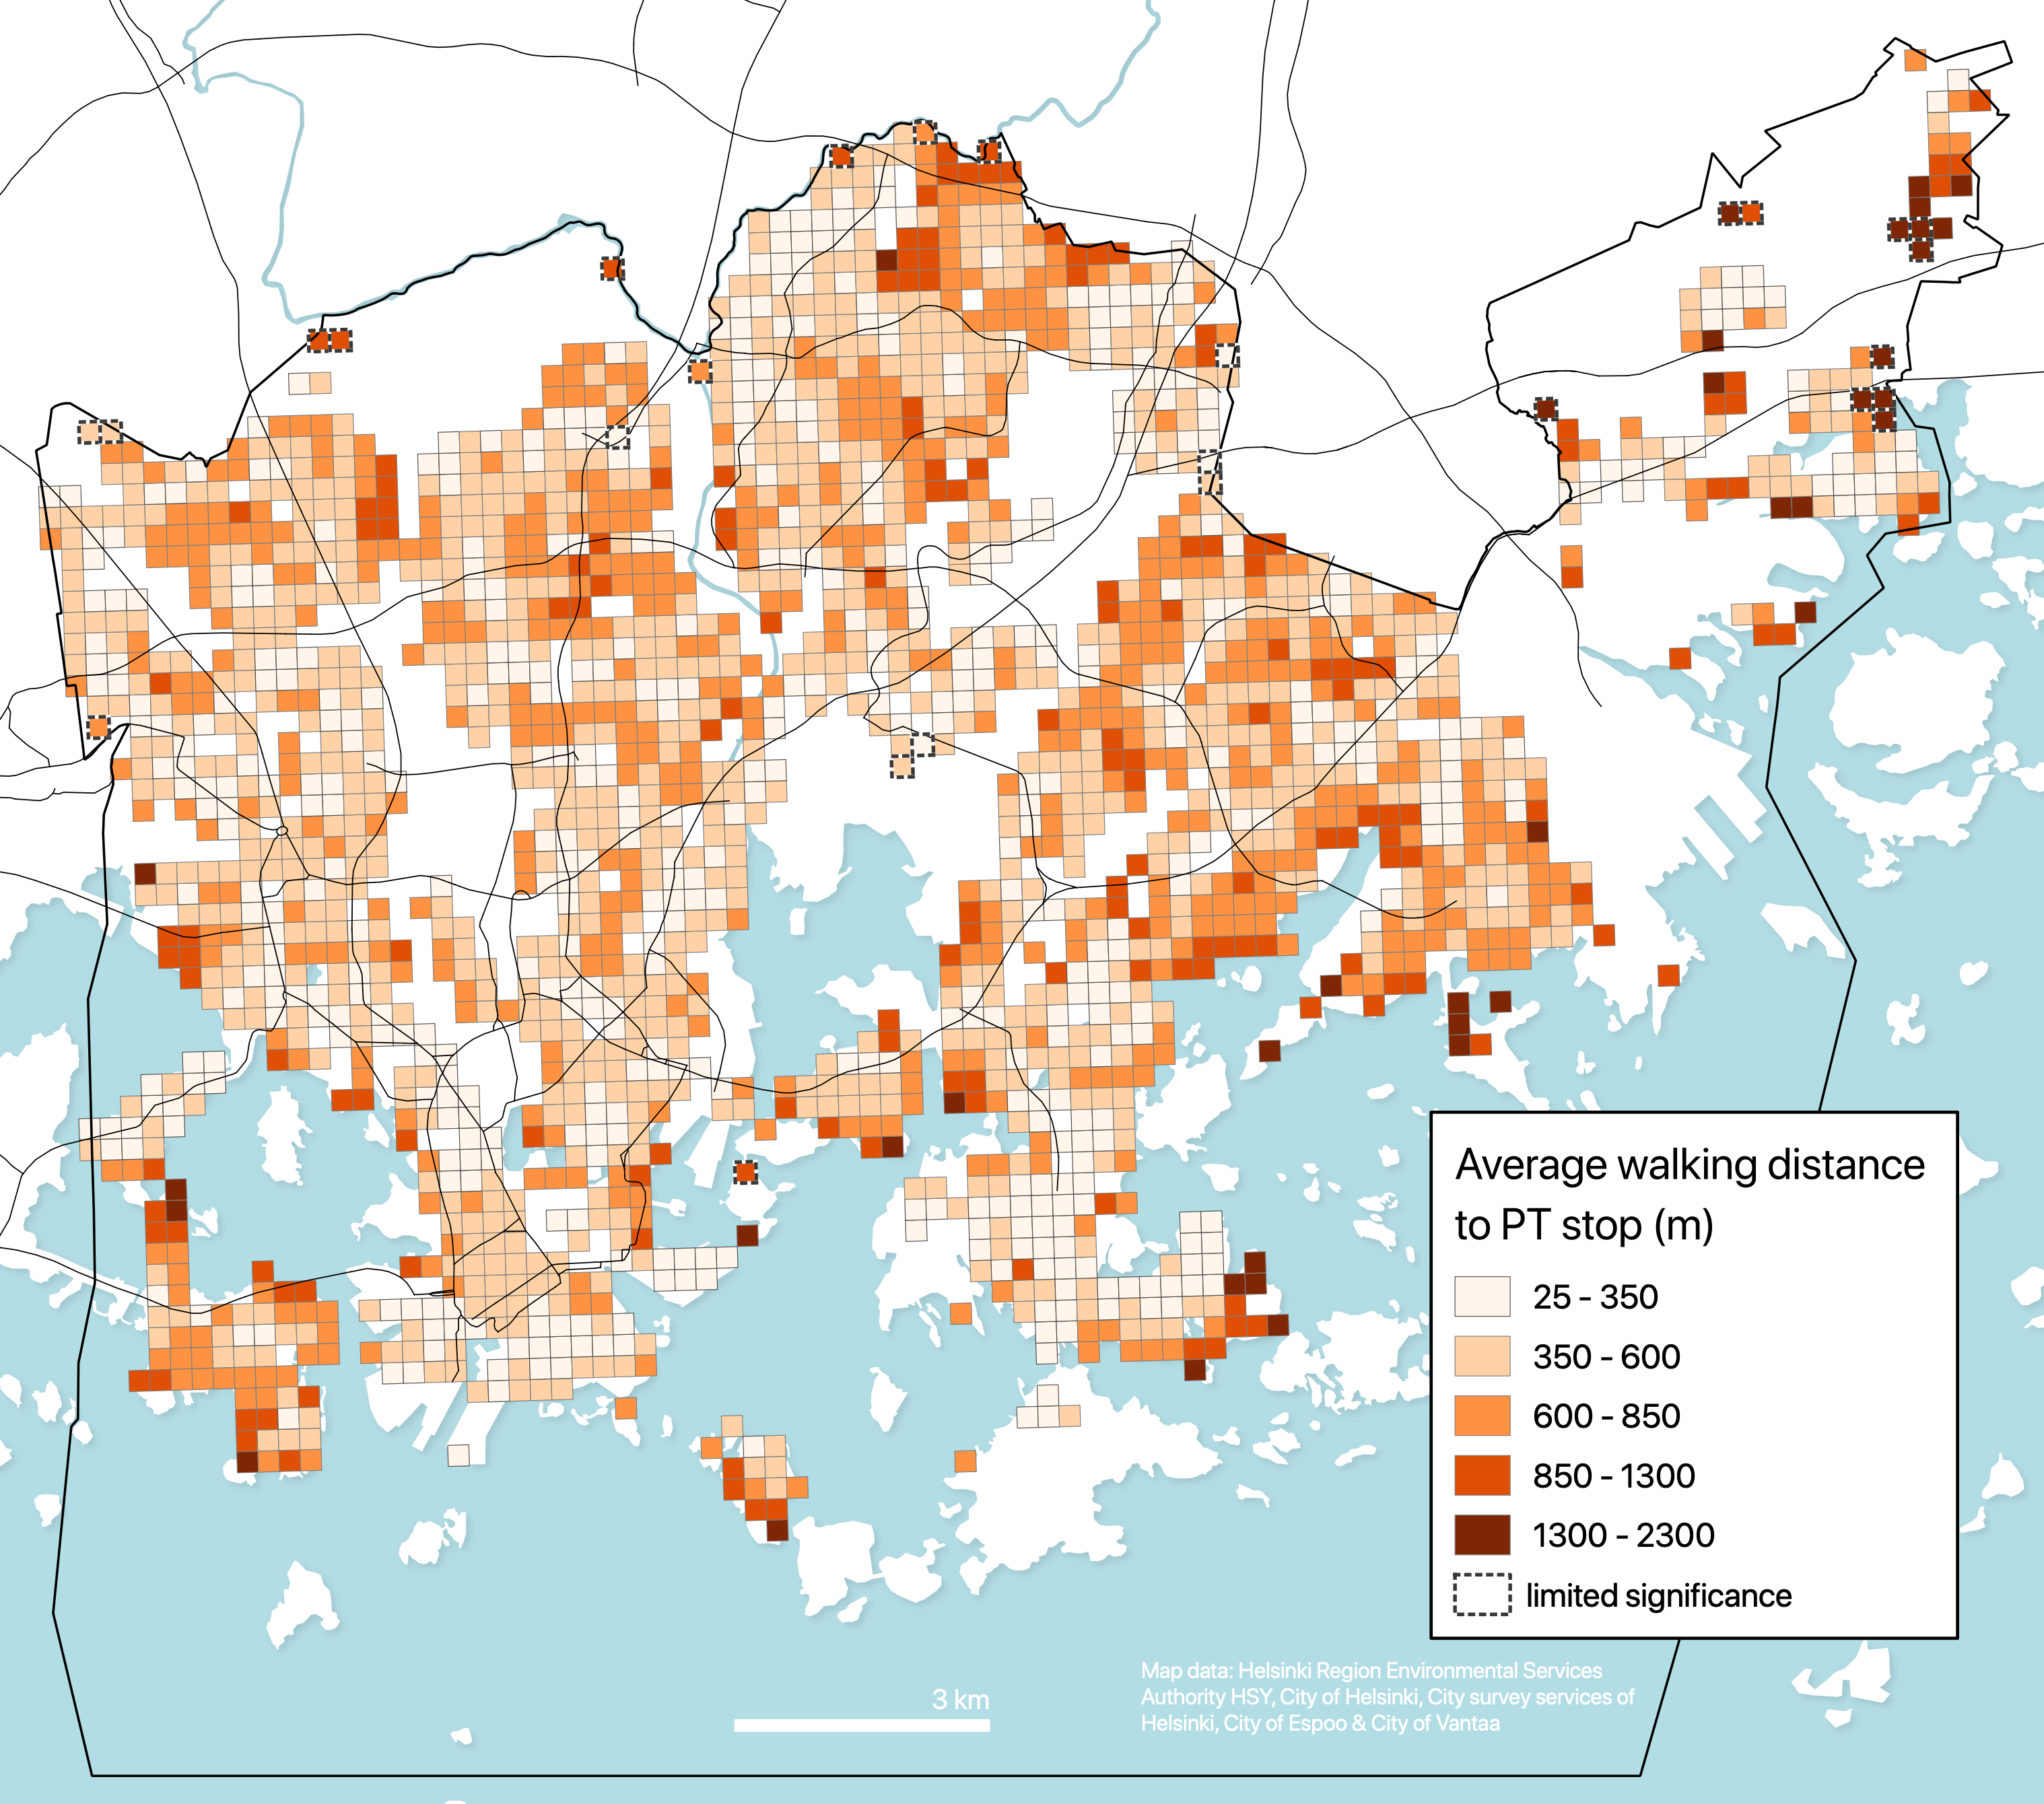 Average walking distance
to PT stop (m)
25 - 350
350 - 600
600 - 850
850 - 1300
1300 - 2300
limited significance
3 km
Map data: Helsinki Region Environmental Services
Authority HSY, City of Helsinki, City survey services of
Helsinki, City of Espoo & City of Vantaa